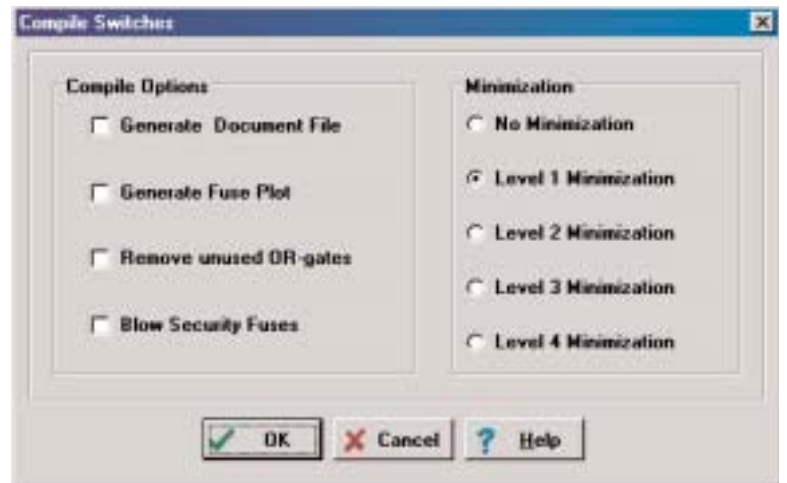 Compile Switches
Compile Options
Generate Document File
Generate Fuse Plot
Remove unused OR-gates
Blow Security Fuses
Minimization
No Minimization
Level 1 Minimization
Level 2 Minimization
Level 3 Minimization
Level 4 Minimization
OK
Cancel
Help